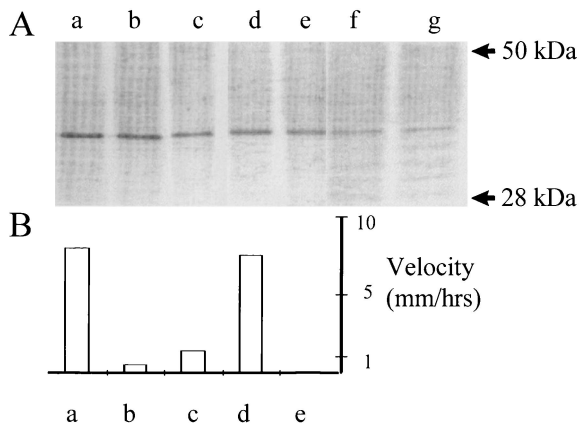 A a b c d e f g
50 kDa
28 kDa
B
10
Velocity
5
(mm/hrs)
1
a b c d e